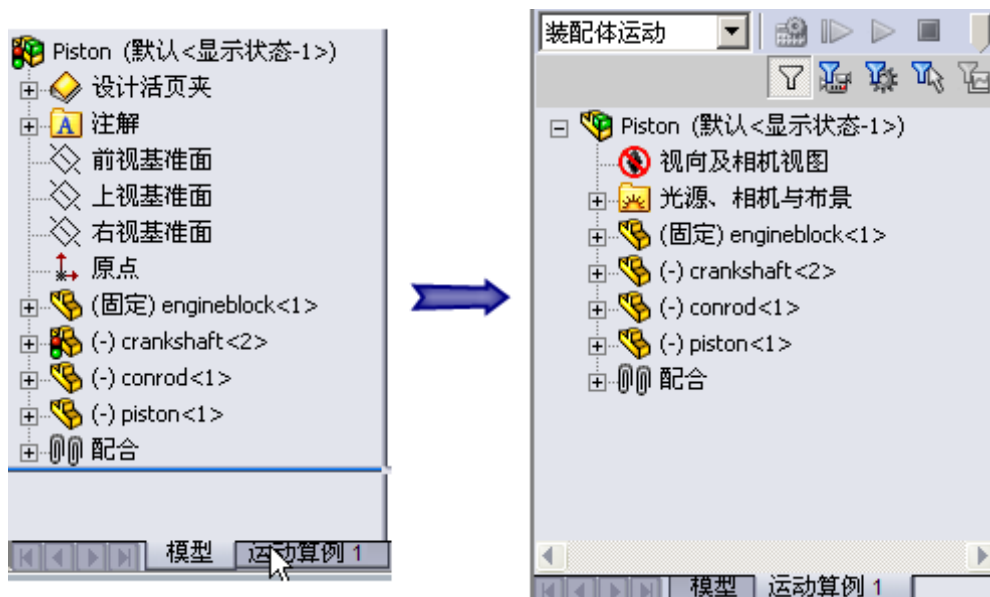 Piston (默认<显示状态-1>)
设计活页夹
A 注解
前视基准面
上视基准面
右视基准面
原点
(固定) engineblock<1>
(-) crankshaft<2>
(-) conrod<1>
(-) piston<1>
配合
模型 运动算例 1
装配体运动
Piston (默认<显示状态-1>)
视向及相机视图
光源、相机与布景
(固定) engineblock<1>
(-) crankshaft<2>
(-) conrod<1>
(-) piston<1>
配合
模型 运动算例 1